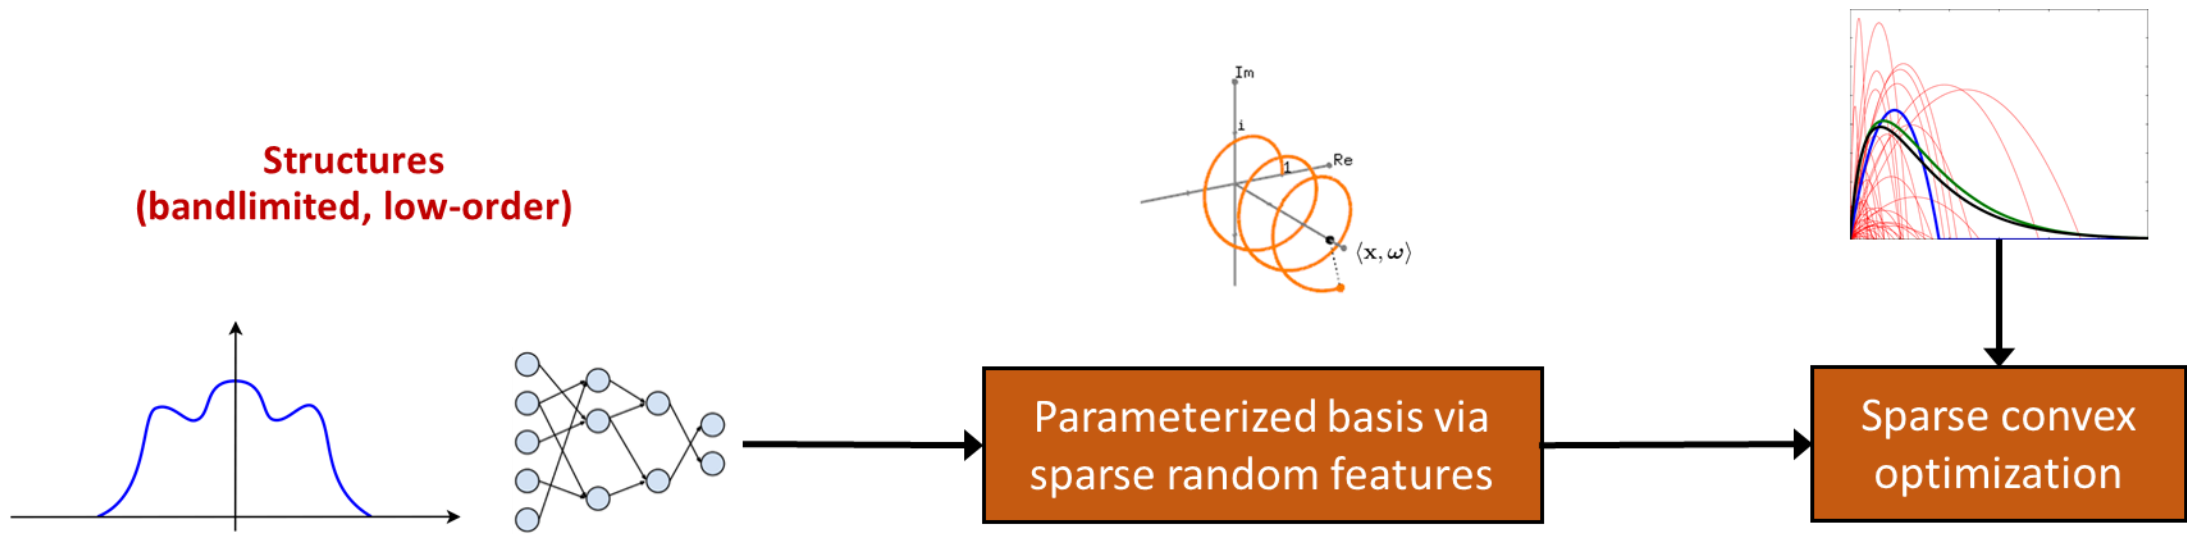 Structures
(bandlimited, low-order)
Im
i
Re
1
⟨x, ω⟩
Parameterized basis via
sparse random features
Sparse convex
optimization